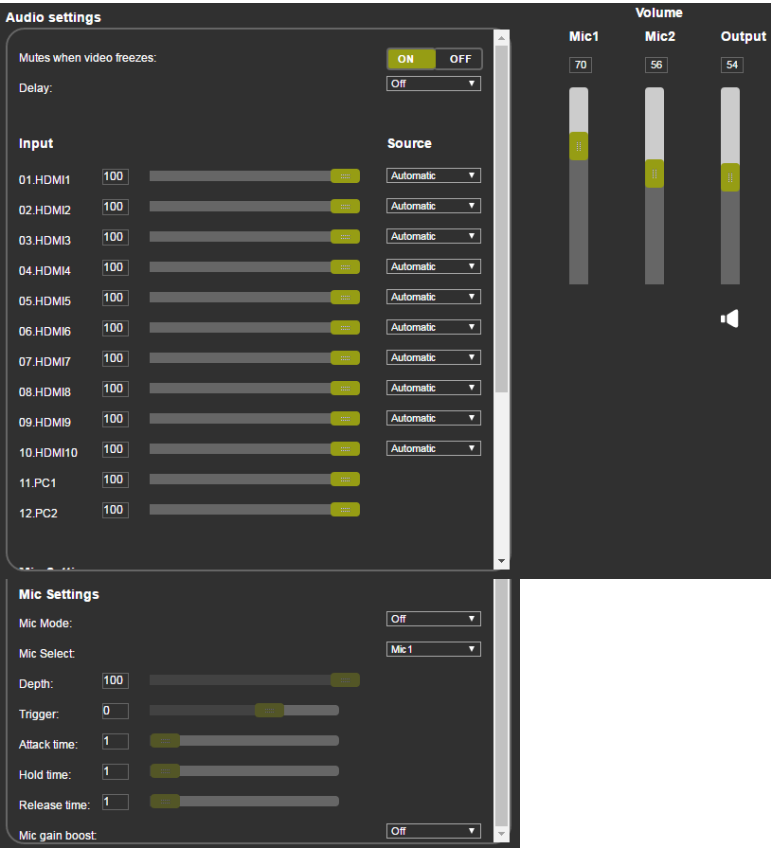 Audio settings
Mutes when video freezes: ON OFF
Delay: Off
Input Source
01.HDMI1 100 Automatic
02.HDMI2 100 Automatic
03.HDMI3 100 Automatic
04.HDMI4 100 Automatic
05.HDMI5 100 Automatic
06.HDMI6 100 Automatic
07.HDMI7 100 Automatic
08.HDMI8 100 Automatic
09.HDMI9 100 Automatic
10.HDMI10 100 Automatic
11.PC1 100
12.PC2 100
Volume
Mic1 Mic2 Output
70 56 54
Mic Settings
Mic Mode: Off
Mic Select: Mic1
Depth: 100
Trigger: 0
Attack time: 1
Hold time: 1
Release time: 1
Mic gain boost: Off